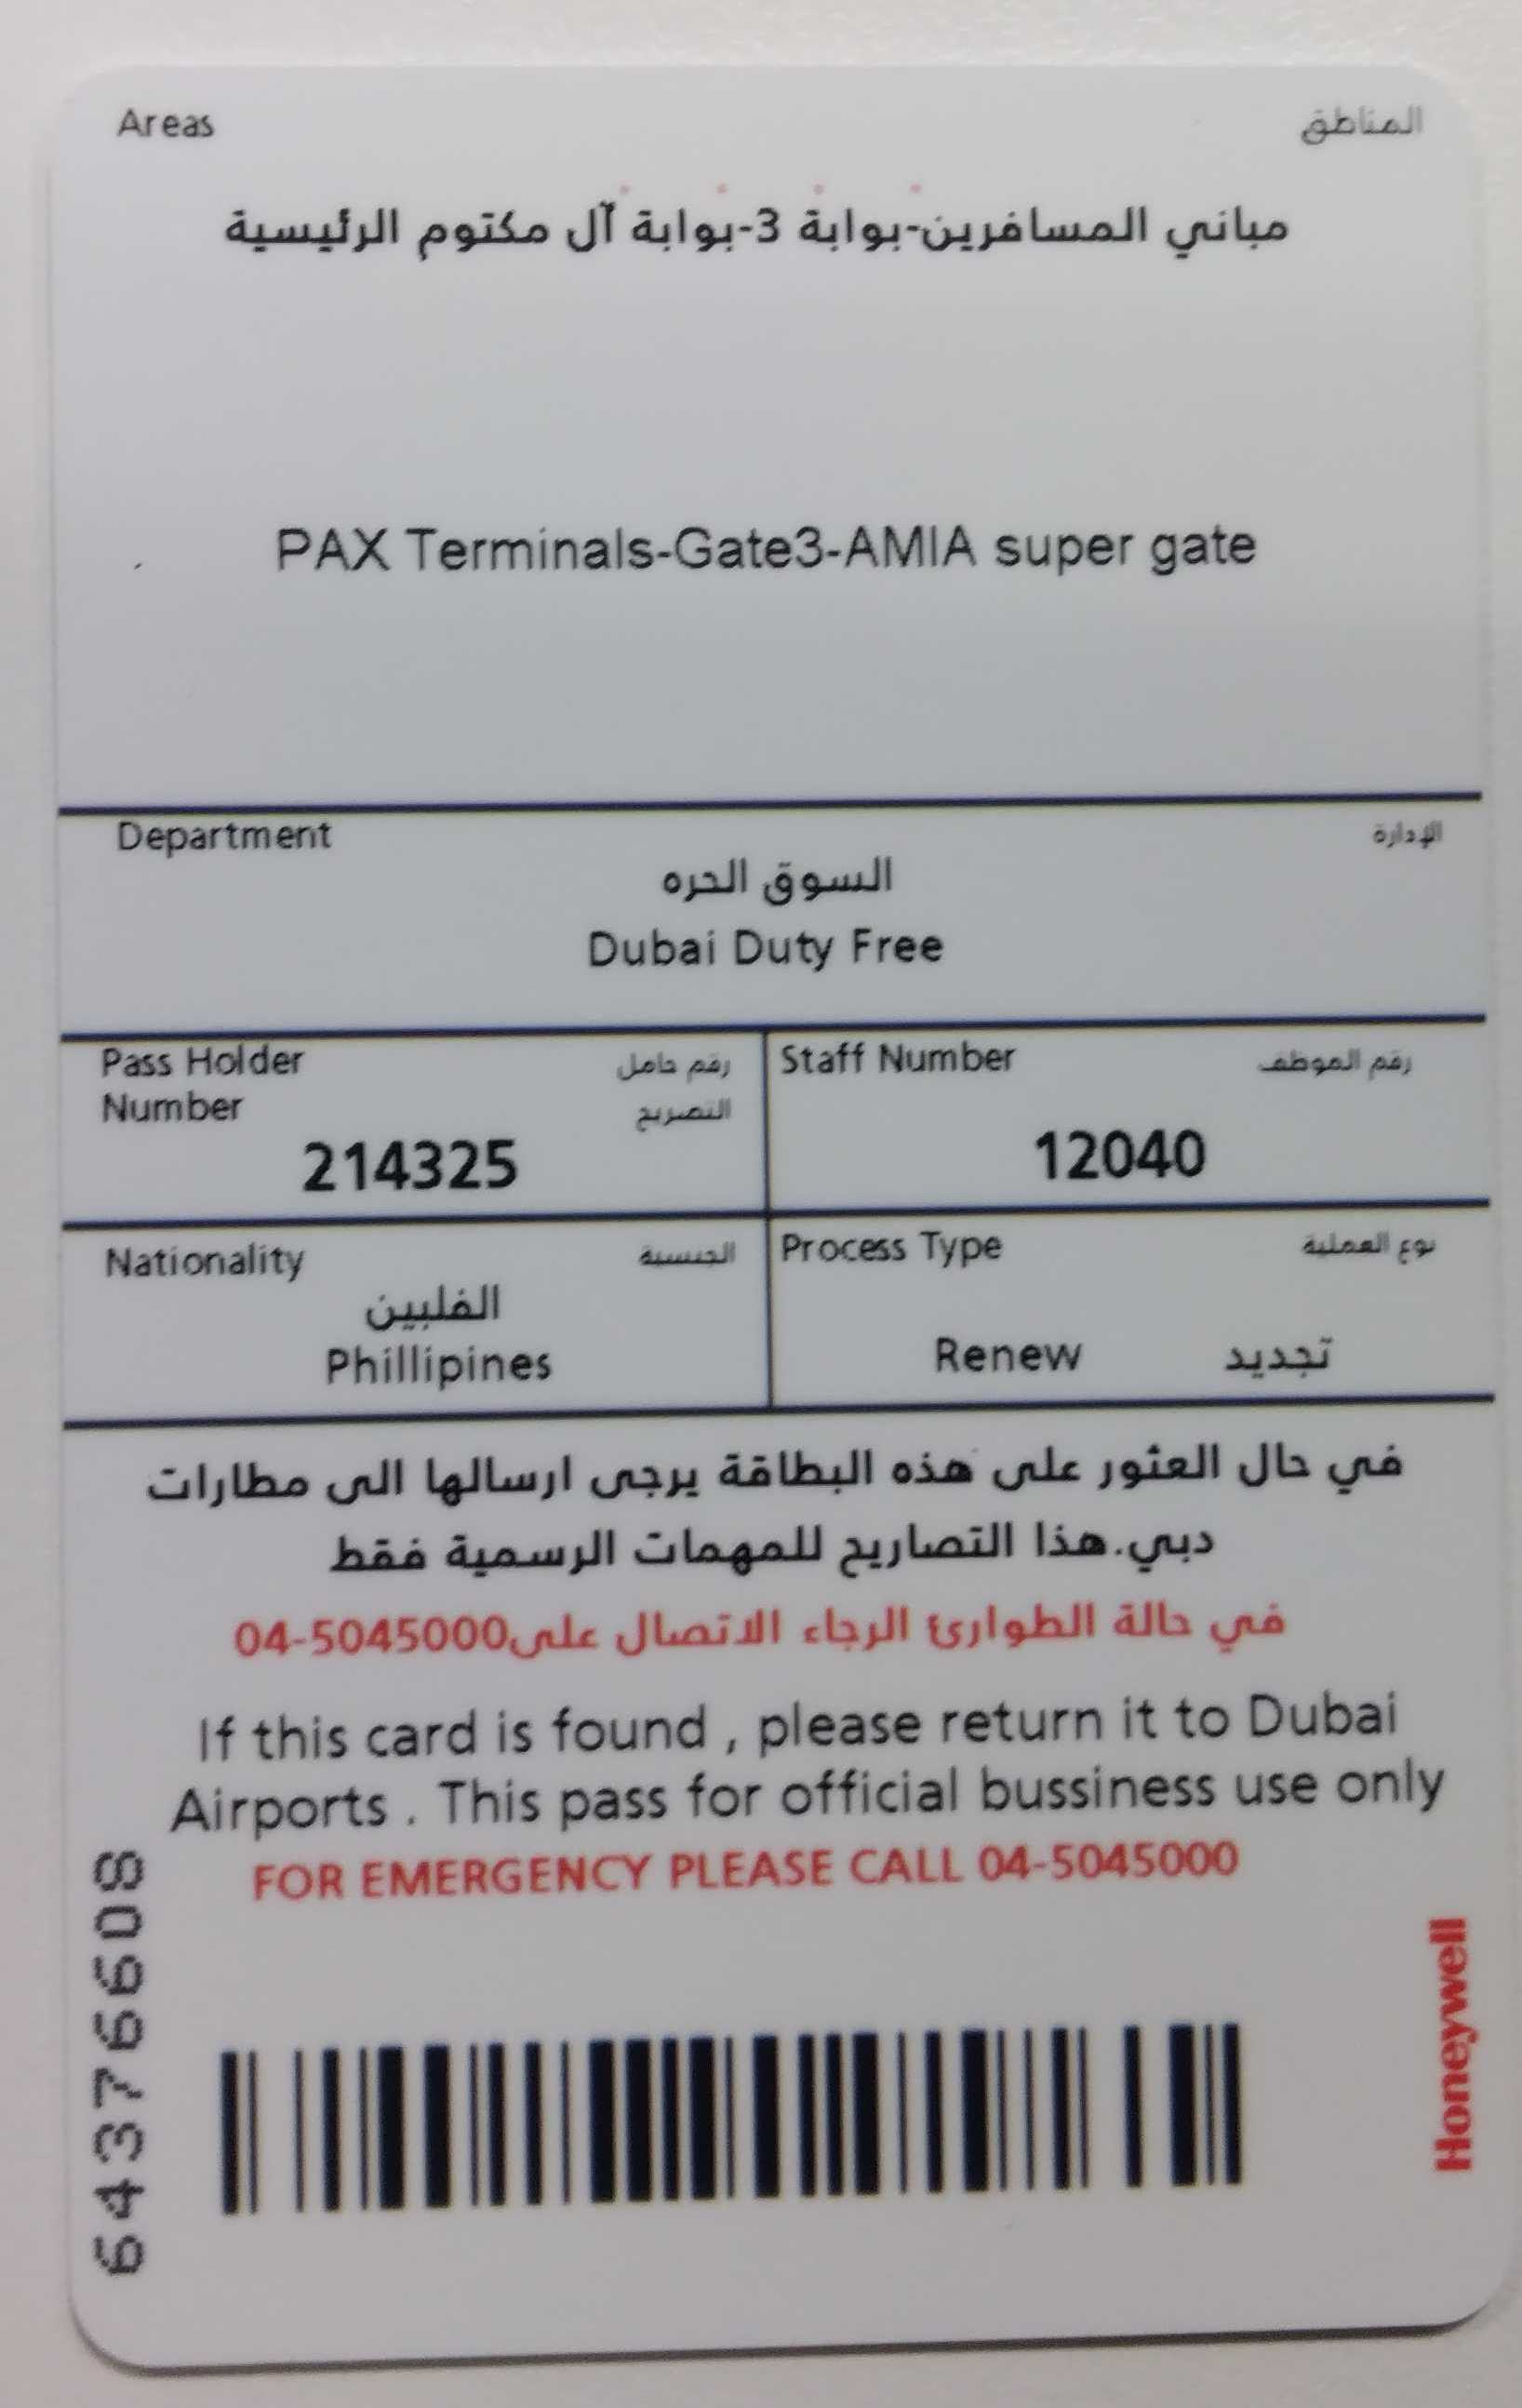 Areas المناطق
مباني المسافرين-بوابة 3-بوابة آل مكتوم الرئيسية
PAX Terminals-Gate3-AMIA super gate
Department الإدارة
السوق الحره
Dubai Duty Free
Pass Holder رقم حامل
Number التصريح
214325
Staff Number رقم الموظف
12040
Nationality الجنسية
الفلبين
Phillipines
Process Type نوع العملية
Renew تجديد
في حال العثور على هذه البطاقة يرجى ارسالها الى مطارات
دبي.هذا التصاريح للمهمات الرسمية فقط
في حالة الطوارئ الرجاء الاتصال على04-5045000
If this card is found , please return it to Dubai
Airports . This pass for official bussiness use only
FOR EMERGENCY PLEASE CALL 04-5045000
64376608
Honeywell